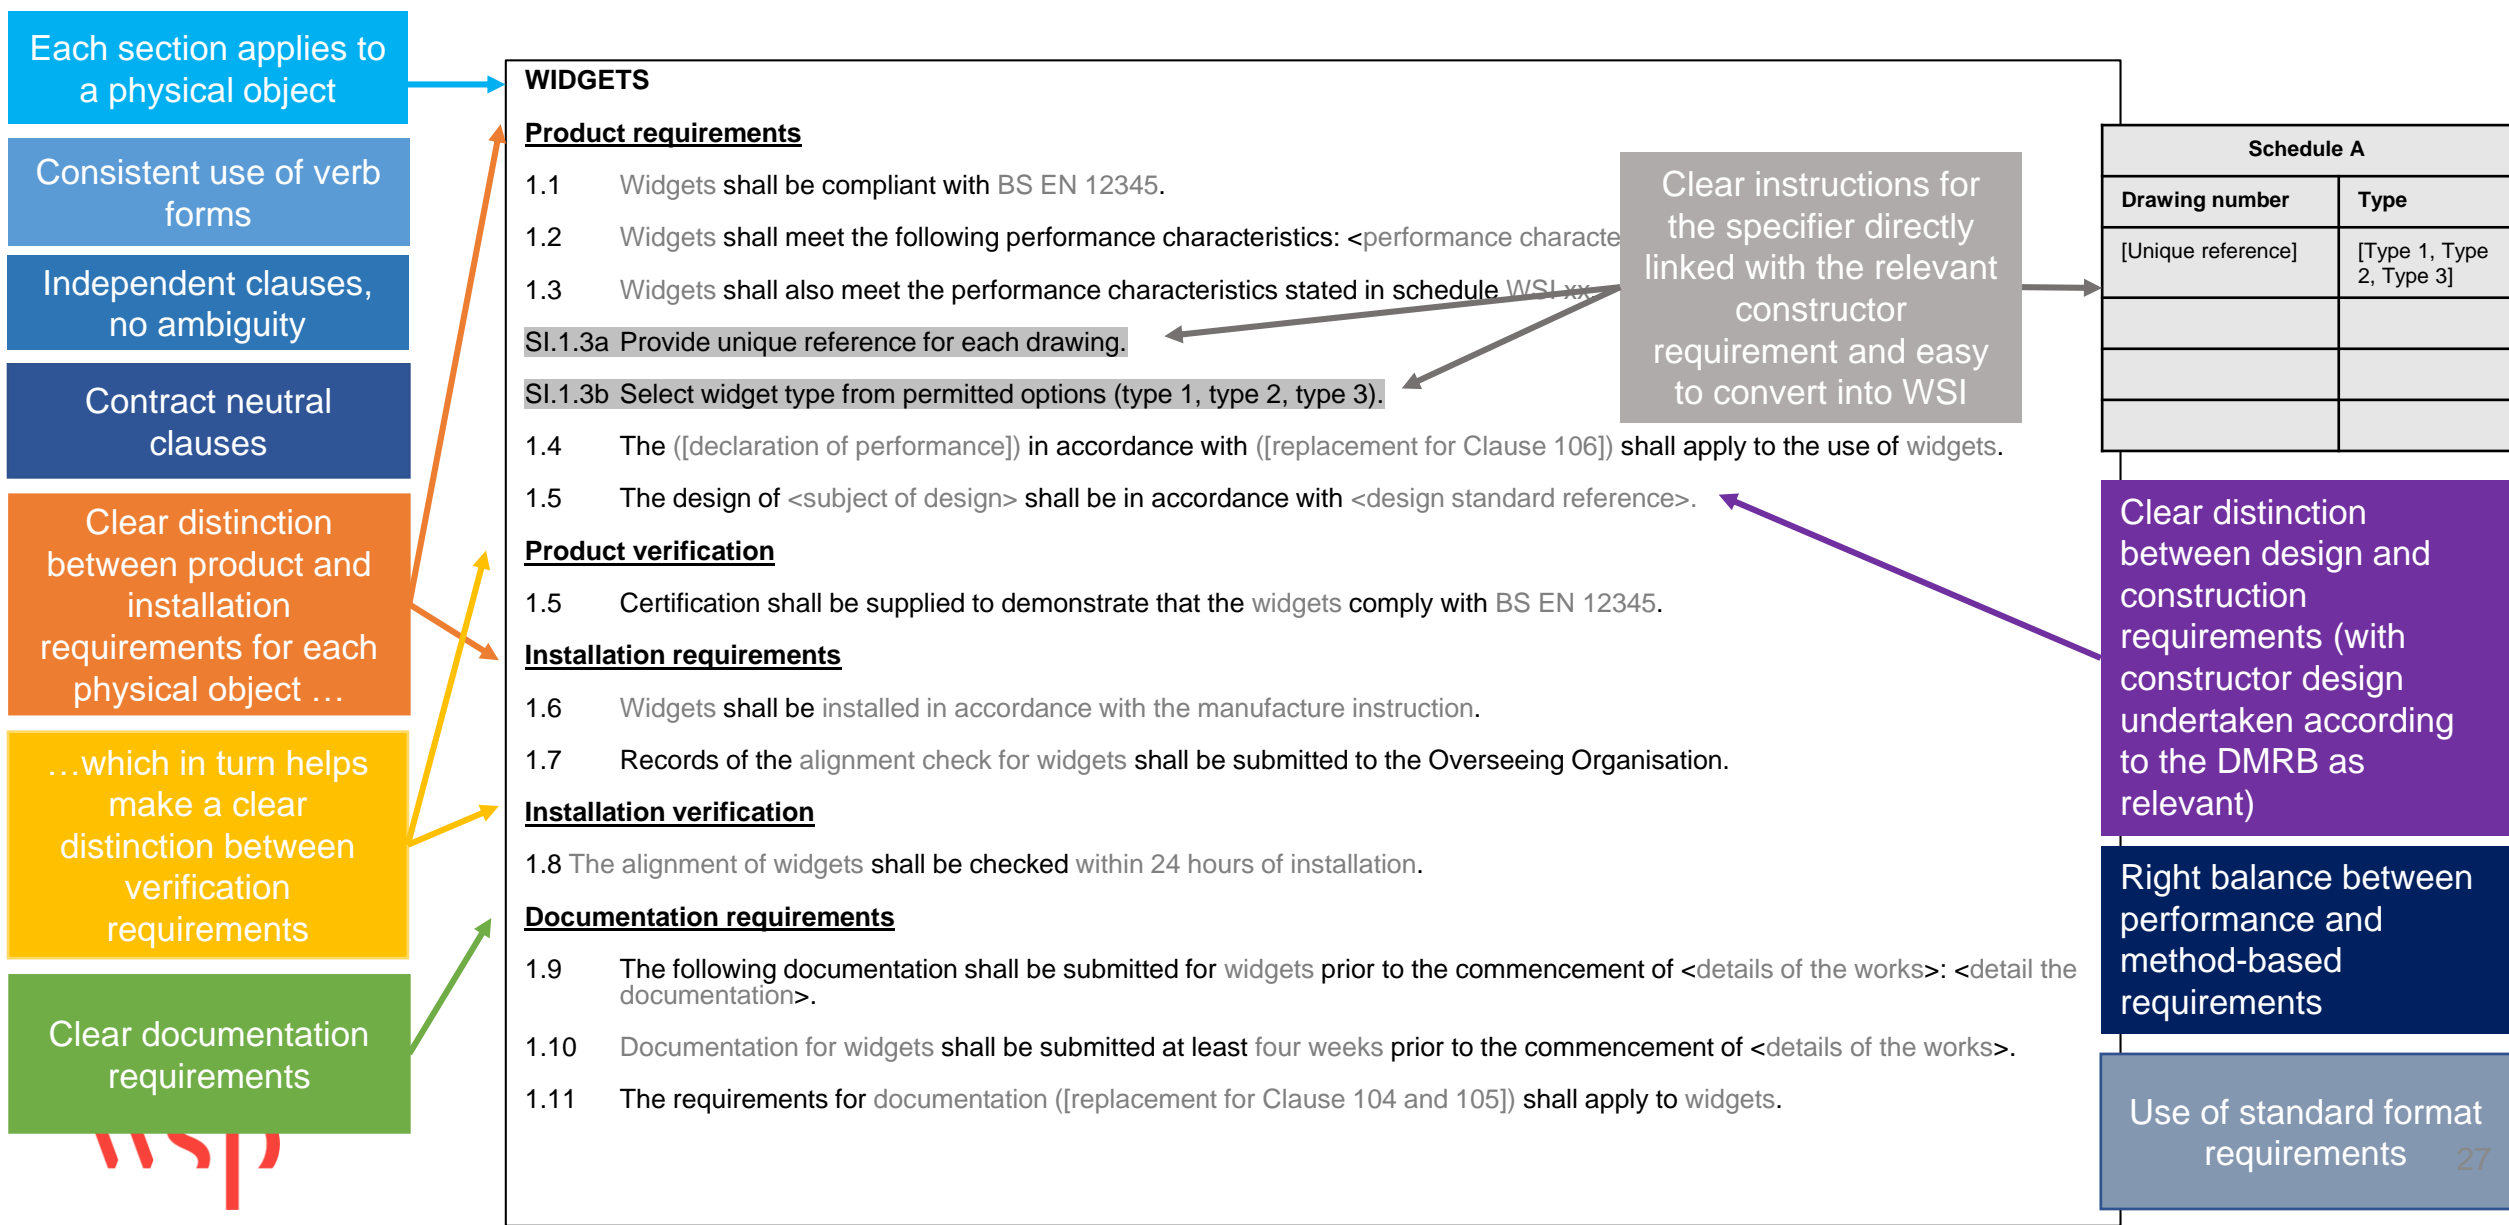 Each section applies to
a physical object
Consistent use of verb
forms
Independent clauses,
no ambiguity
Contract neutral
clauses
Clear distinction
between product and
installation
requirements for each
physical object …
…which in turn helps
make a clear
distinction between
verification
requirements
Clear documentation
requirements
wsp
WIDGETS
Product requirements
1.1 Widgets shall be compliant with BS EN 12345.
1.2 Widgets shall meet the following performance characteristics: <performance characte
1.3 Widgets shall also meet the performance characteristics stated in schedule WSI xx
SI.1.3a Provide unique reference for each drawing.
SI.1.3b Select widget type from permitted options (type 1, type 2, type 3).
1.4 The ([declaration of performance]) in accordance with ([replacement for Clause 106]) shall apply to the use of widgets.
1.5 The design of <subject of design> shall be in accordance with <design standard reference>.
Product verification
1.5 Certification shall be supplied to demonstrate that the widgets comply with BS EN 12345.
Installation requirements
1.6 Widgets shall be installed in accordance with the manufacture instruction.
1.7 Records of the alignment check for widgets shall be submitted to the Overseeing Organisation.
Installation verification
1.8 The alignment of widgets shall be checked within 24 hours of installation.
Documentation requirements
1.9 The following documentation shall be submitted for widgets prior to the commencement of <details of the works>: <detail the
documentation>.
1.10 Documentation for widgets shall be submitted at least four weeks prior to the commencement of <details of the works>.
1.11 The requirements for documentation ([replacement for Clause 104 and 105]) shall apply to widgets.
Clear instructions for
the specifier directly
linked with the relevant
constructor
requirement and easy
to convert into WSI
Schedule A
Drawing number Type
[Unique reference] [Type 1, Type
2, Type 3]
Clear distinction
between design and
construction
requirements (with
constructor design
undertaken according
to the DMRB as
relevant)
Right balance between
performance and
method-based
requirements
Use of standard format
requirements
27